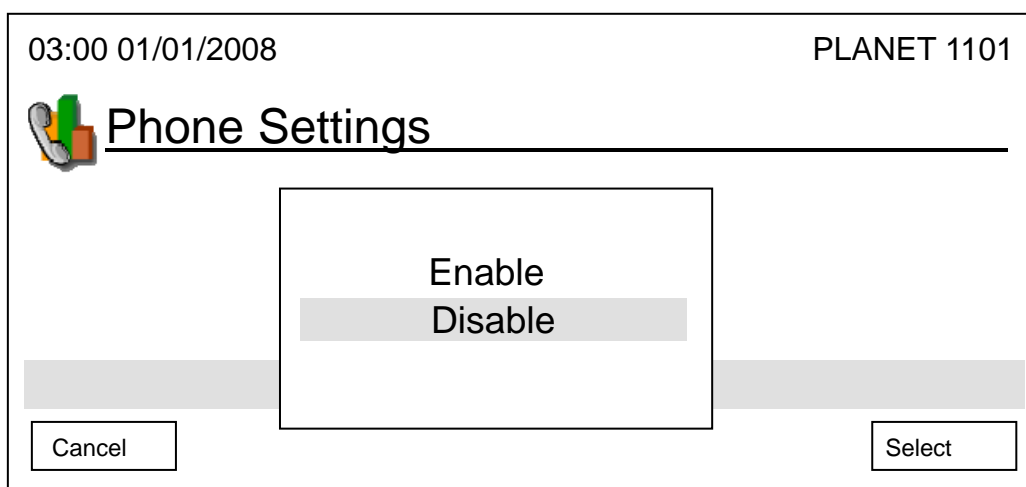 03:00 01/01/2008 PLANET 1101
Phone Settings
Enable
Disable
Cancel Select